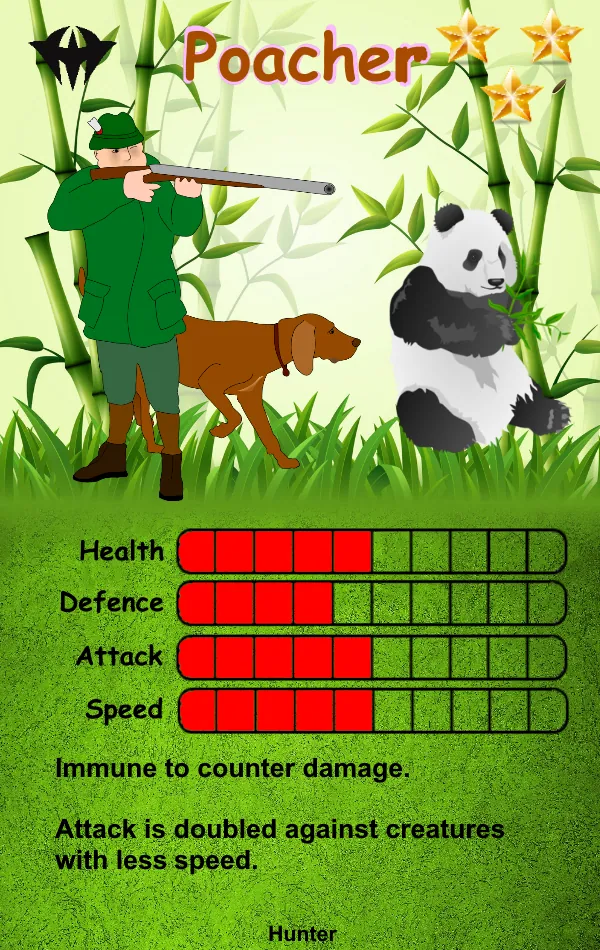 Poacher
Health
Defence
Attack
Speed
Immune to counter damage.
Attack is doubled against creatures
with less speed.
Hunter